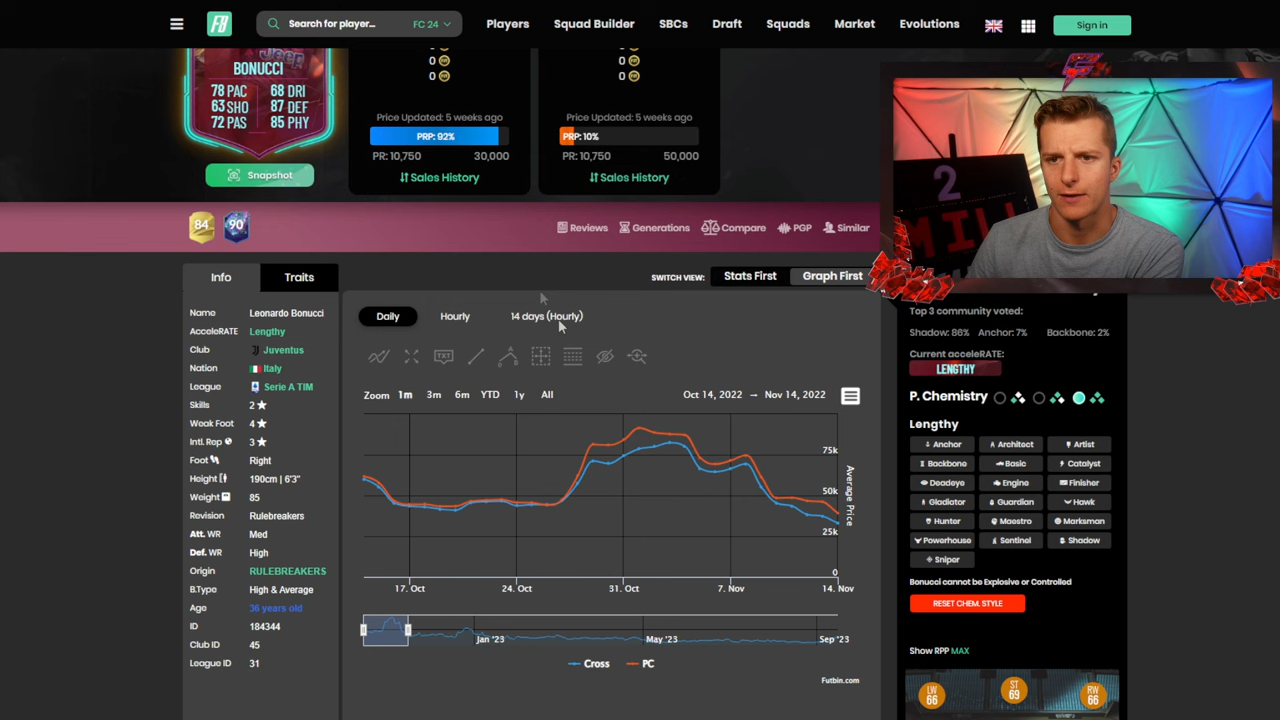 FB
Search for player...
FC 24
Players
Squad Builder
SBCs
Draft
Squads
Market
Evolutions
Sign in
Jeep
BONUCCI
78 PAC 68 DRI
63 SHO 87 DEF
72 PAS 85 PHY
Snapshot
0
0
Price Updated: 5 weeks ago
PRP: 92%
PR: 10,750 30,000
Sales History
0
0
Price Updated: 5 weeks ago
PRP: 10%
PR: 10,750 50,000
Sales History
2
MILL
84
90
Reviews
Generations
Compare
PGP
Similar
Info
Traits
SWITCH VIEW:
Stats First
Graph First
Name Leonardo Bonucci
AcceleRATE Lengthy
Club Juventus
Nation Italy
League Serie A TIM
Skills 2
Weak Foot 4
Intl. Rep 3
Foot Right
Height 190cm | 6'3"
Weight 85
Revision Rulebreakers
Att. WR Med
Def. WR High
Origin RULEBREAKERS
B.Type High & Average
Age 36 years old
ID 184344
Club ID 45
League ID 31
Daily
Hourly
14 days (Hourly)
TXT
Zoom 1m 3m 6m YTD 1y All
Oct 14, 2022 → Nov 14, 2022
75k
50k
25k
0
Average Price
17. Oct
24. Oct
31. Oct
7. Nov
14. Nov
Jan '23
May '23
Sep '23
Cross
PC
Futbin.com
Top 3 community voted:
Shadow: 86% Anchor: 7% Backbone: 2%
Current acceleRATE:
LENGTHY
P. Chemistry
Lengthy
Anchor
Architect
Artist
Backbone
Basic
Catalyst
Deadeye
Engine
Finisher
Gladiator
Guardian
Hawk
Hunter
Maestro
Marksman
Powerhouse
Sentinel
Shadow
Sniper
Bonucci cannot be Explosive or Controlled
RESET CHEM. STYLE
Show RPP MAX
LW
66
ST
69
RW
66